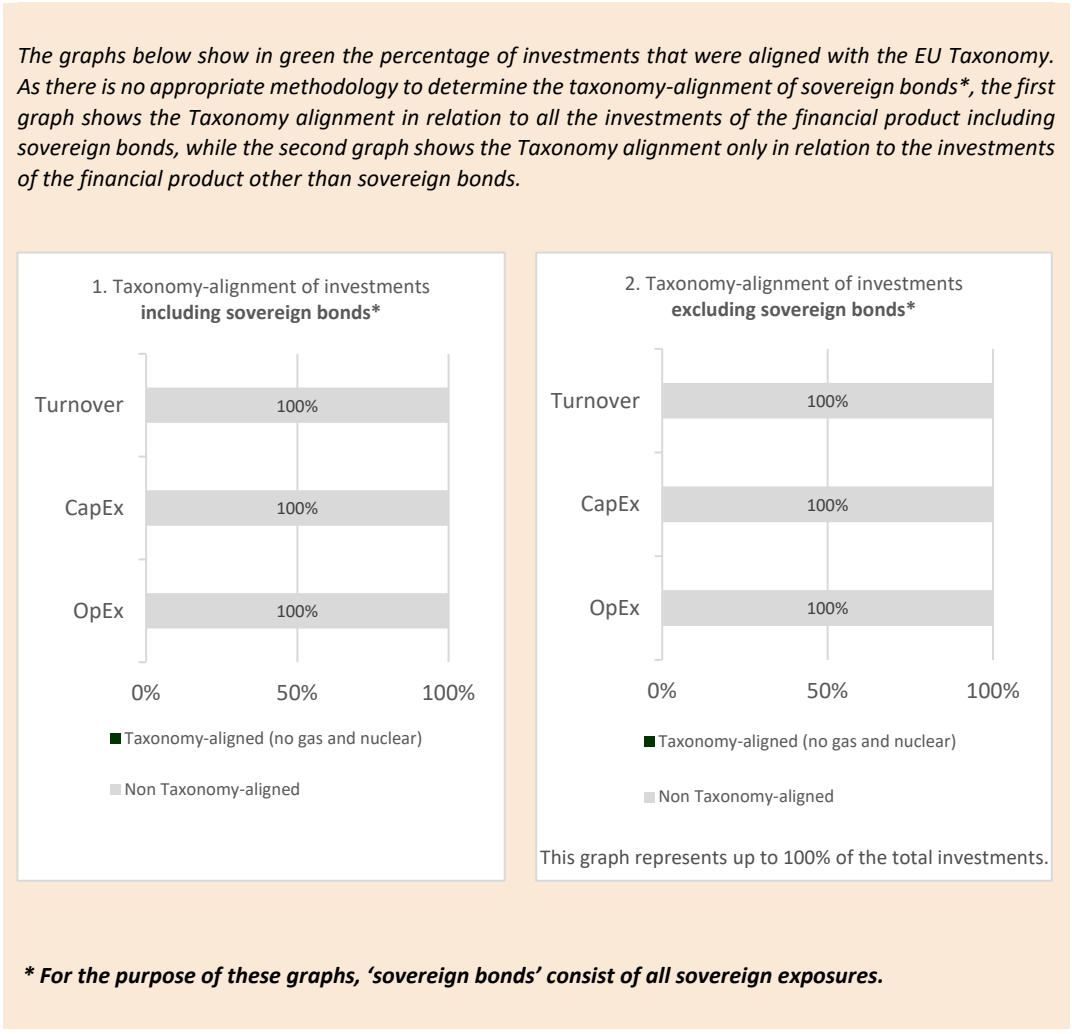 The graphs below show in green the percentage of investments that were aligned with the EU Taxonomy.
As there is no appropriate methodology to determine the taxonomy-alignment of sovereign bonds*, the first
graph shows the Taxonomy alignment in relation to all the investments of the financial product including
sovereign bonds, while the second graph shows the Taxonomy alignment only in relation to the investments
of the financial product other than sovereign bonds.
1. Taxonomy-alignment of investments
including sovereign bonds*
Turnover
100%
CapEx
100%
OpEx
100%
0%
50%
100%
Taxonomy-aligned (no gas and nuclear)
Non Taxonomy-aligned
2. Taxonomy-alignment of investments
excluding sovereign bonds*
Turnover
100%
CapEx
100%
OpEx
100%
0%
50%
100%
Taxonomy-aligned (no gas and nuclear)
Non Taxonomy-aligned
This graph represents up to 100% of the total investments.
* For the purpose of these graphs, ‘sovereign bonds’ consist of all sovereign exposures.